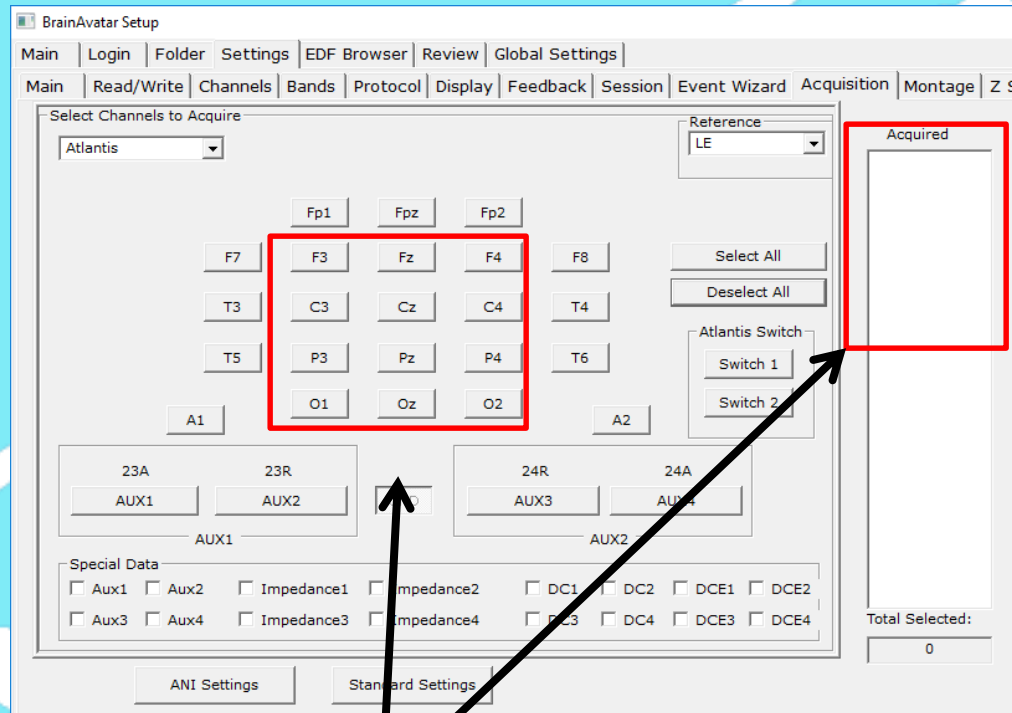 BrainAvatar Setup
Main Login Folder Settings EDF Browser Review Global Settings
Main Read/Write Channels Bands Protocol Display Feedback Session Event Wizard Acquisition Montage Z S
Select Channels to Acquire
Reference
Acquired
Atlantis
LE
Fp1 Fpz Fp2
F7 F3 Fz F4 F8
Select All
Deselect All
T3 C3 Cz C4 T4
Atlantis Switch
T5 P3 Pz P4 T6
Switch 1
O1 Oz O2
Switch 2
A1 A2
23A 23R 24R 24A
AUX1 AUX2 AUX3 AUX4
AUX1 AUX2
Special Data
Aux1 Aux2 Impedance1 Impedance2 DC1 DC2 DCE1 DCE2
Aux3 Aux4 Impedance3 Impedance4 DC3 DC4 DCE3 DCE4
Total Selected:
0
ANI Settings Standard Settings